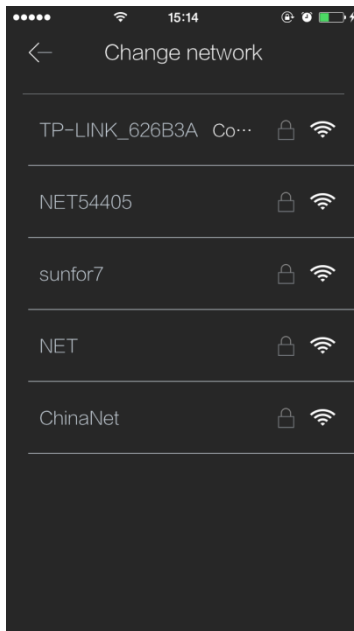 15:14
Change network
TP-LINK_626B3A Co···
NET54405
sunfor7
NET
ChinaNet